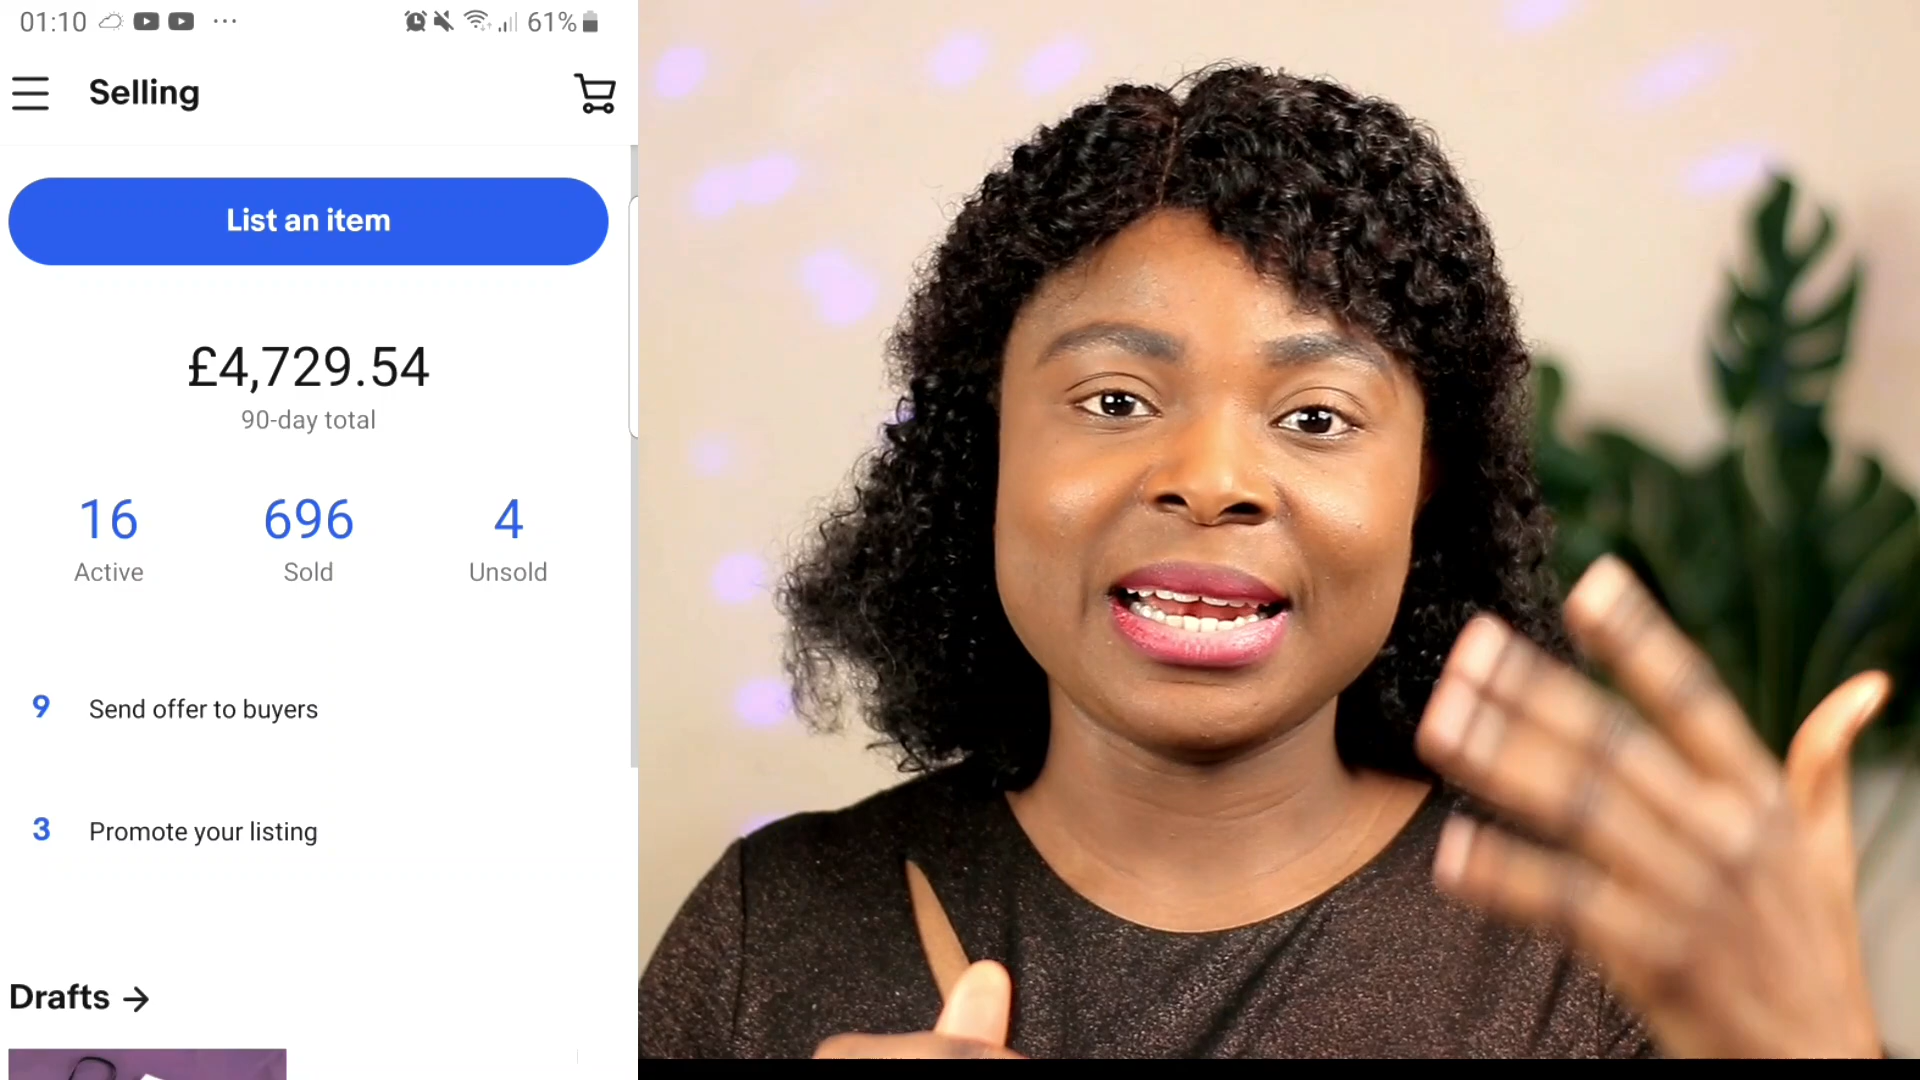 01:10 ... 61%
Selling
List an item
£4,729.54
90-day total
16 696 4
Active Sold Unsold
9 Send offer to buyers
3 Promote your listing
Drafts →